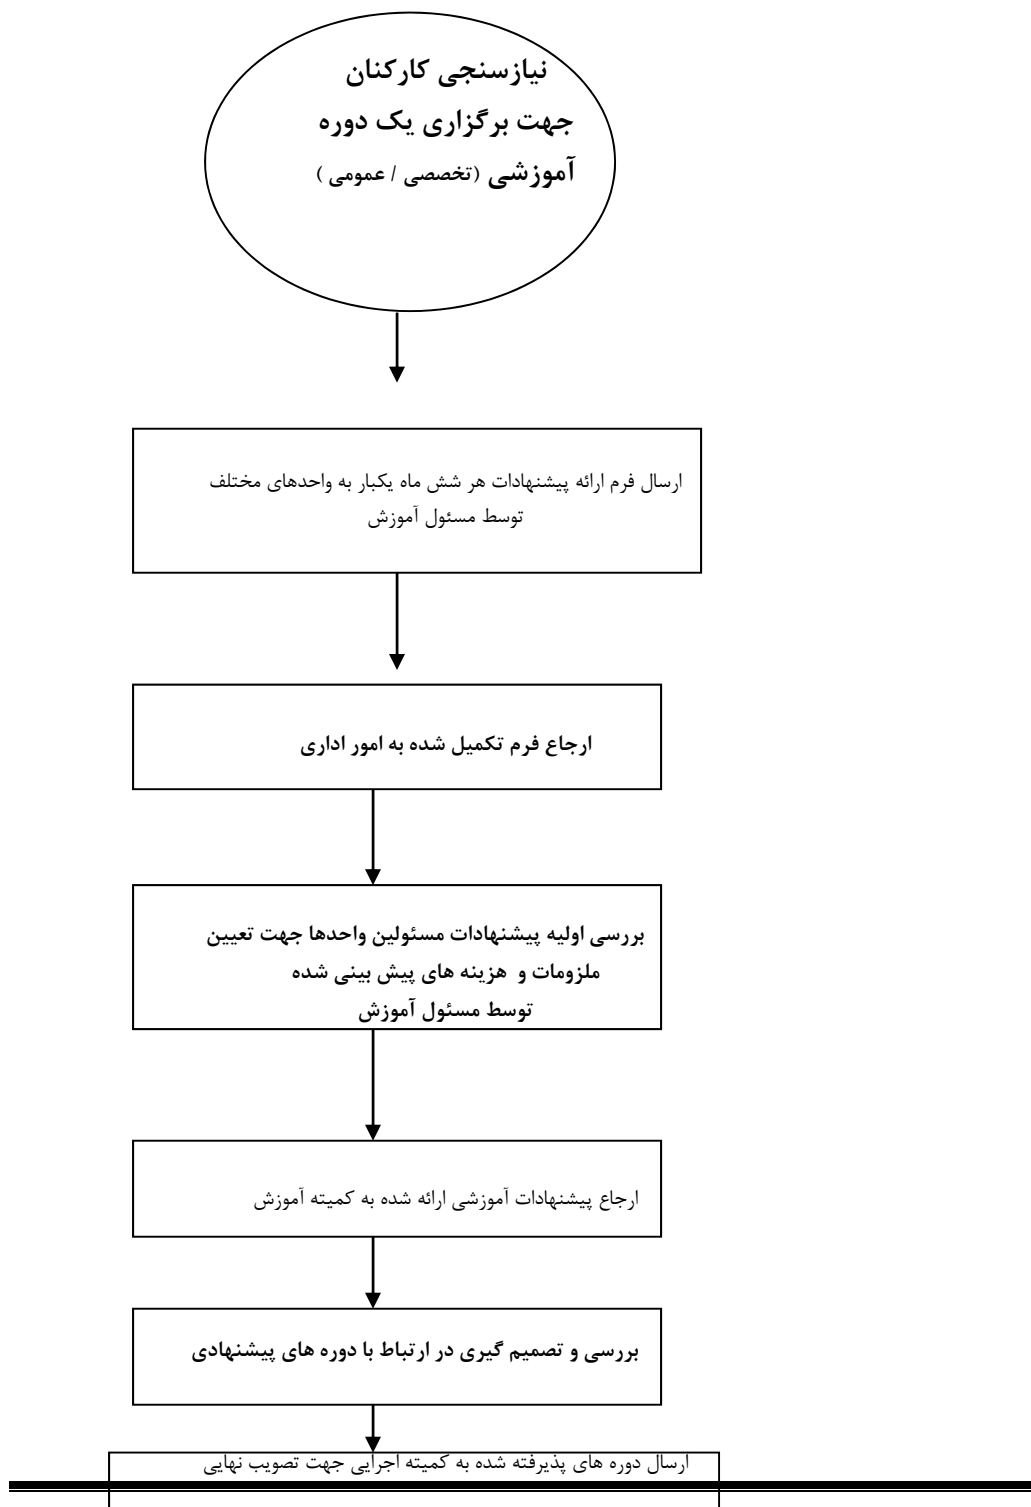 نیازسنجی کارکنان
جهت برگزاری یک دوره
آموزشی (تخصصی / عمومی )
ارسال فرم ارائه پیشنهادات هر شش ماه یکبار به واحدهای مختلف
توسط مسئول آموزش
ارجاع فرم تکمیل شده به امور اداری
بررسی اولیه پیشنهادات مسئولین واحدها جهت تعیین
ملزومات و هزینه های پیش بینی شده
توسط مسئول آموزش
ارجاع پیشنهادات آموزشی ارائه شده به کمیته آموزش
بررسی و تصمیم گیری در ارتباط با دوره های پیشنهادی
ارسال دوره های پذیرفته شده به کمیته اجرایی جهت تصویب نهایی